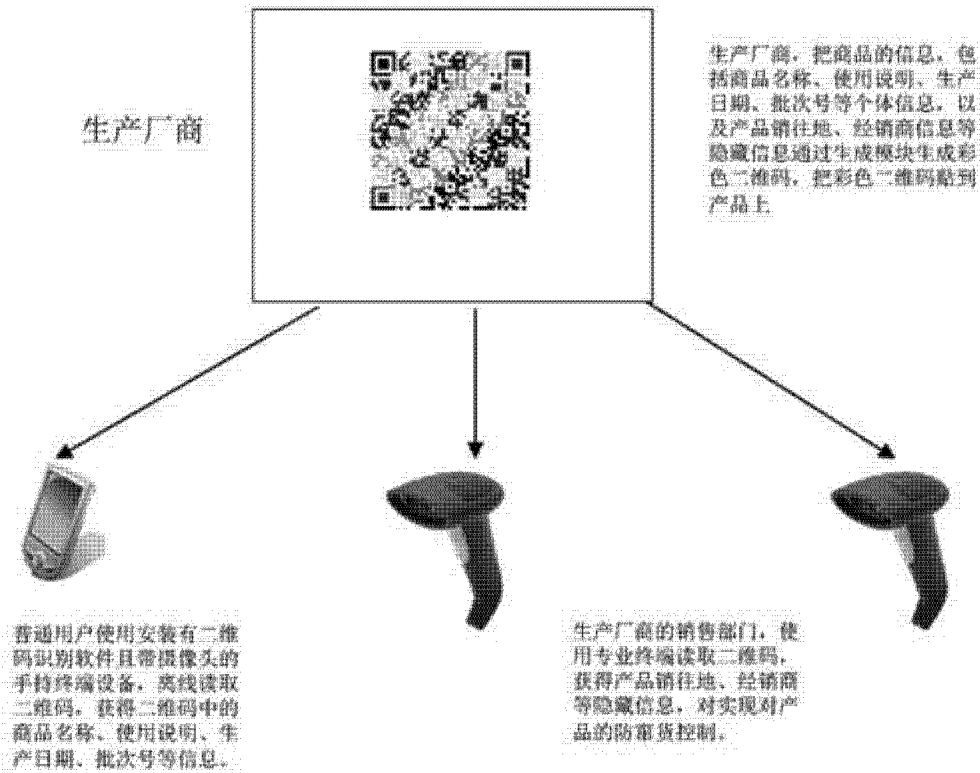 生产厂商
生产厂商，把商品的信息，包
括商品名称、使用说明、生产
日期、批次号等个体信息，以
及产品销往地、经销商信息等
隐藏信息通过生成模块生成彩
色二维码，把彩色二维码贴到
产品上
普通用户使用安装有二维
码识别软件且带摄像头的
手持终端设备，离线读取
二维码，获得二维码中的
商品名称、使用说明、生
产日期、批次号等信息。
生产厂商的销售部门，使
用专业终端读取二维码，
获得产品销往地、经销商
等隐藏信息，对实现对产
品的防窜货控制。